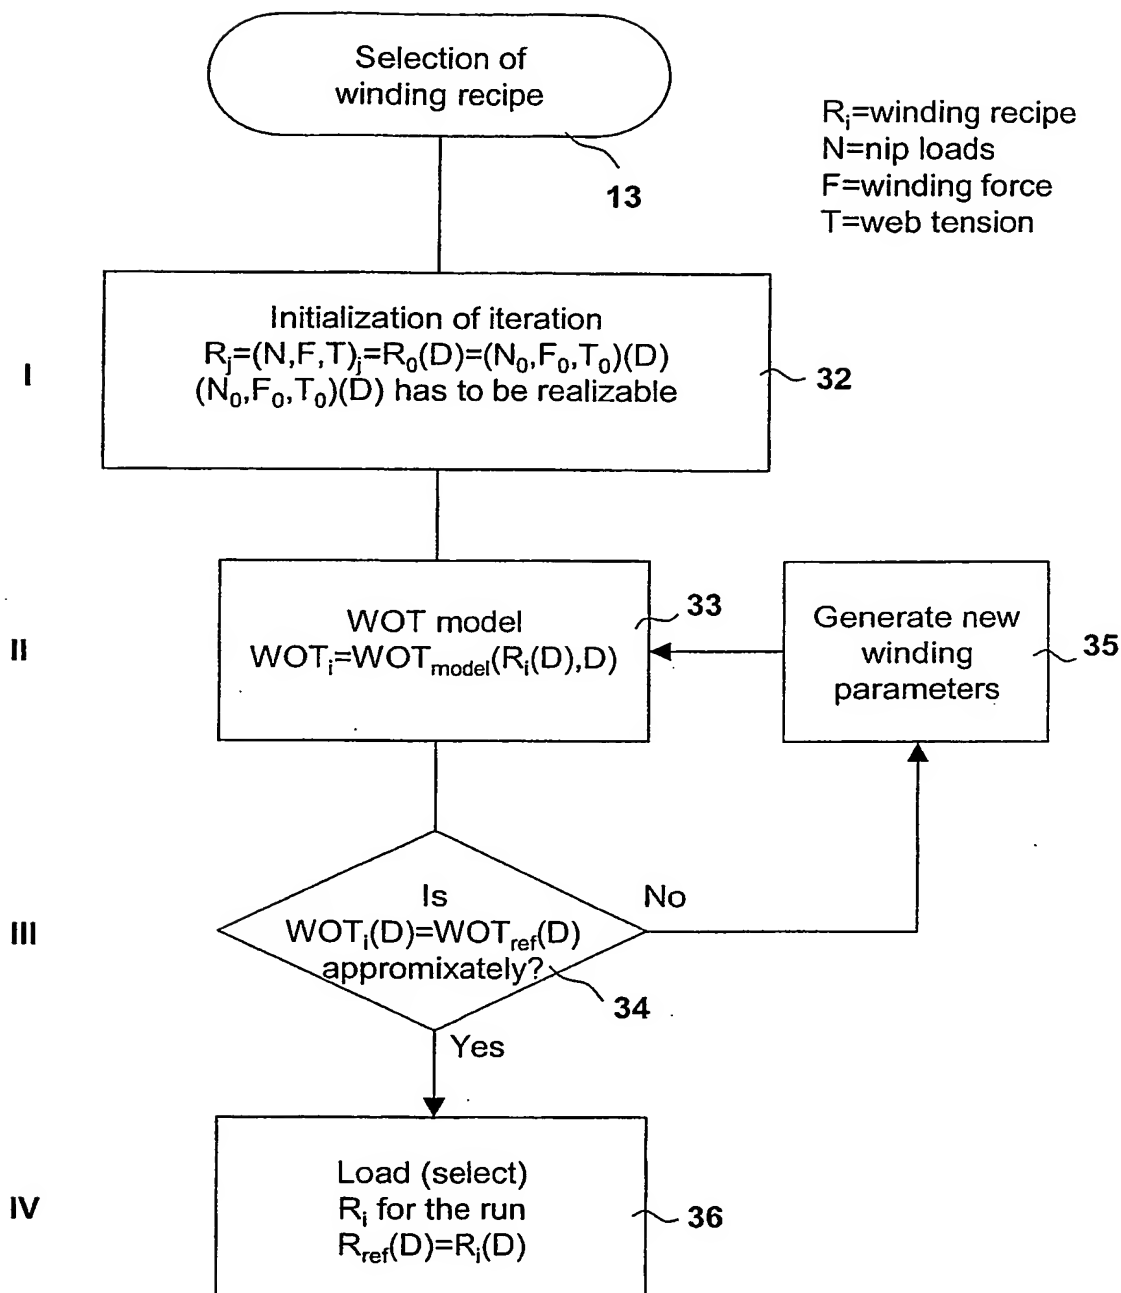 Selection of
winding recipe
13
Rᵢ=winding recipe
N=nip loads
F=winding force
T=web tension
I
Initialization of iteration
Rⱼ=(N,F,T)ⱼ=R₀(D)=(N₀,F₀,T₀)(D)
(N₀,F₀,T₀)(D) has to be realizable
32
II
WOT model
WOTᵢ=WOTmodel(Rᵢ(D),D)
33
Generate new
winding
parameters
35
III
Is
WOTᵢ(D)=WOTref(D)
appromixately?
34
No
Yes
IV
Load (select)
Rᵢ for the run
Rref(D)=Rᵢ(D)
36